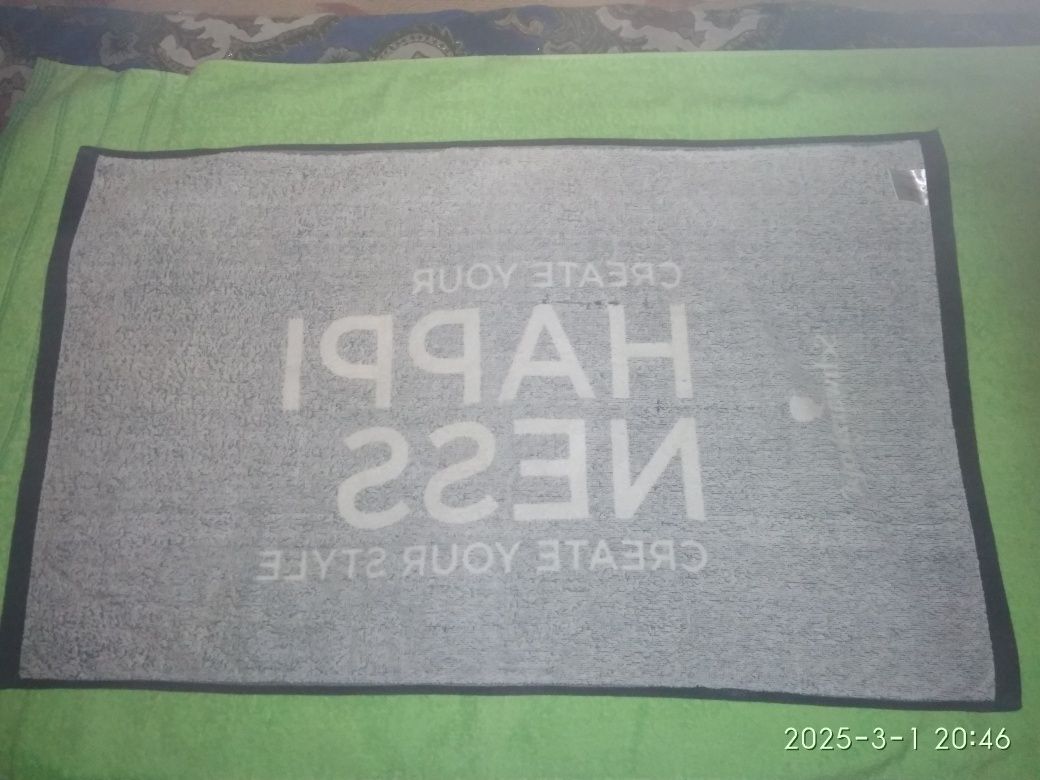 CREATE YOUR
HAPPI
NESS
CREATE YOUR STYLE
2025-3-1 20:46